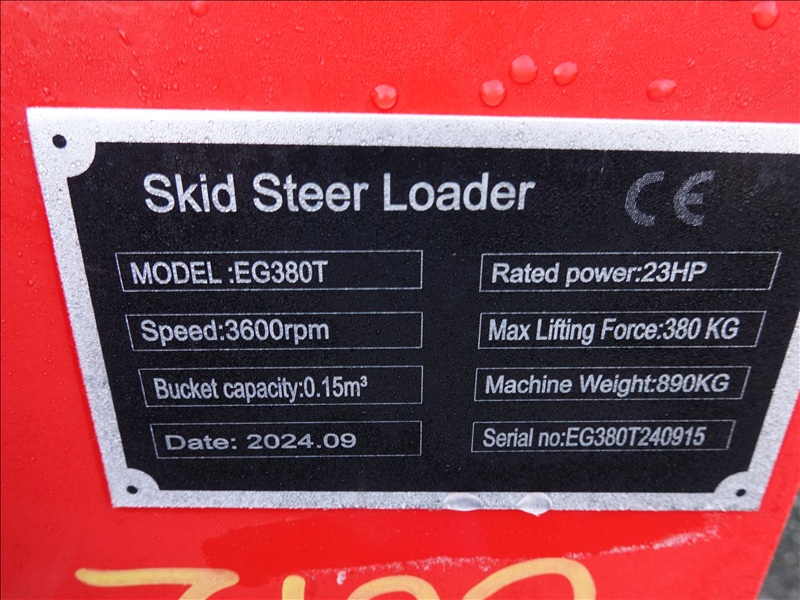 Skid Steer Loader CE
MODEL :EG380T Rated power:23HP
Speed:3600rpm Max Lifting Force:380 KG
Bucket capacity:0.15m³ Machine Weight:890KG
Date: 2024.09 Serial no:EG380T240915